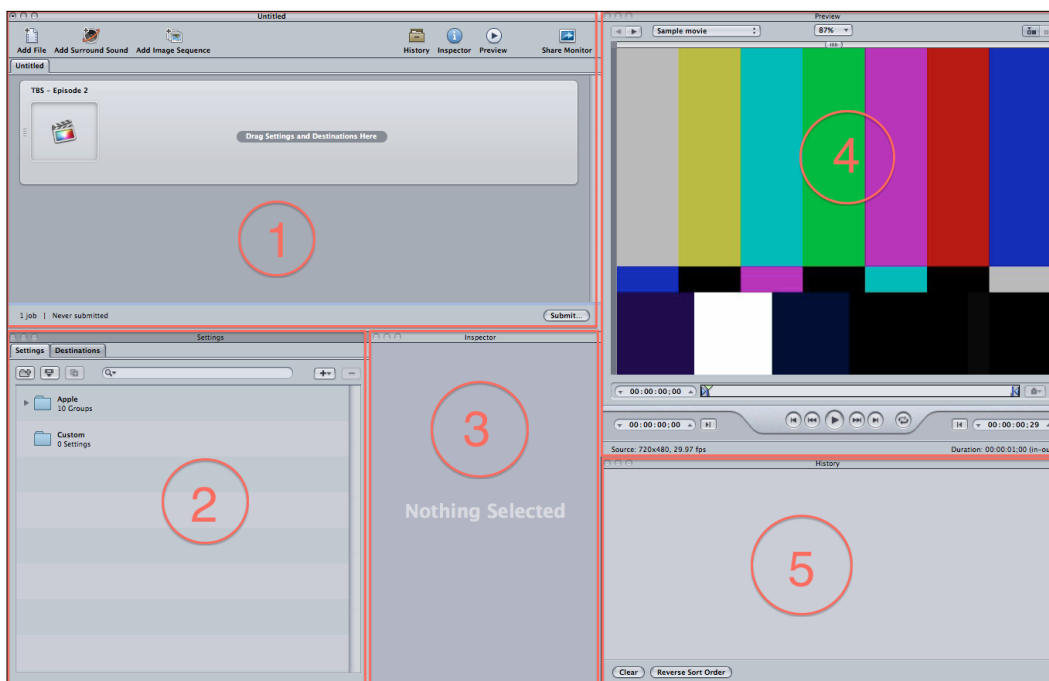 Untitled
Add File Add Surround Sound Add Image Sequence History Inspector Preview Share Monitor
Untitled
TBS - Episode 2
Drag Settings and Destinations Here
1
1 job | Never submitted Submit...
Settings
Settings Destinations
Apple
10 Groups
Custom
0 Settings
2
Inspector
3
Nothing Selected
Preview
Sample movie 87%
4
00:00:00;00
00:00:00;00 00:00:00;29
Source: 720x480, 29.97 fps Duration: 00:00:01;00 (in-ou
History
5
Clear Reverse Sort Order